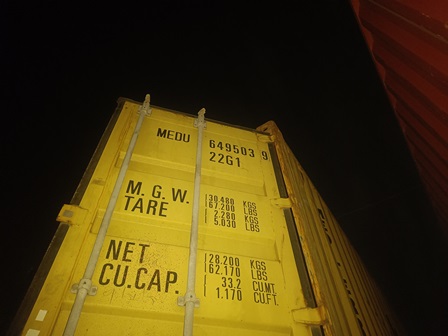 MEDU 649503 9
22G1
M.G.W. 30.480 KGS
67.200 LBS
TARE 2.280 KGS
5.030 LBS
NET 28.200 KGS
62.170 LBS
CU.CAP. 33.2 CU.MT.
1.170 CU.FT.